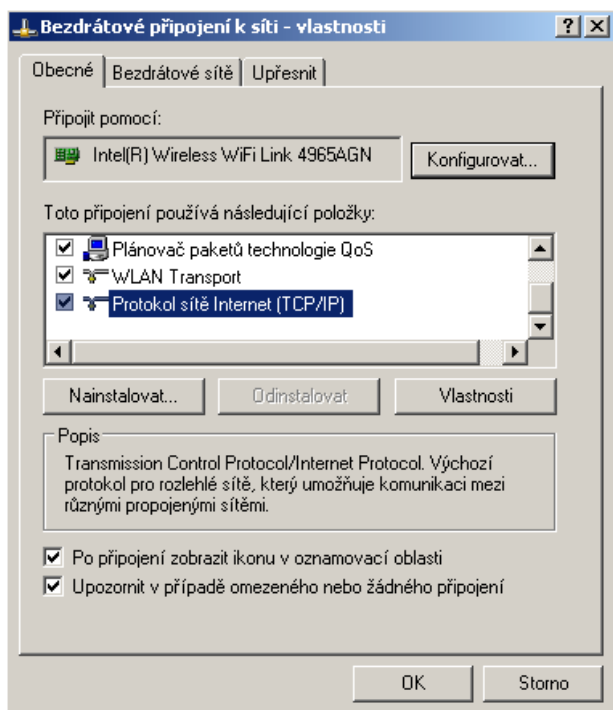 Bezdrátové připojení k síti - vlastnosti
Obecné
Bezdrátové sítě
Upřesnit
Připojit pomocí:
Intel(R) Wireless WiFi Link 4965AGN
Konfigurovat...
Toto připojení používá následující položky:
Plánovač paketů technologie QoS
WLAN Transport
Protokol sítě Internet (TCP/IP)
Nainstalovat...
Odinstalovat
Vlastnosti
Popis
Transmission Control Protocol/Internet Protocol. Výchozí
protokol pro rozlehlé sítě, který umožňuje komunikaci mezi
různými propojenými sítěmi.
Po připojení zobrazit ikonu v oznamovací oblasti
Upozornit v případě omezeného nebo žádného připojení
OK
Storno